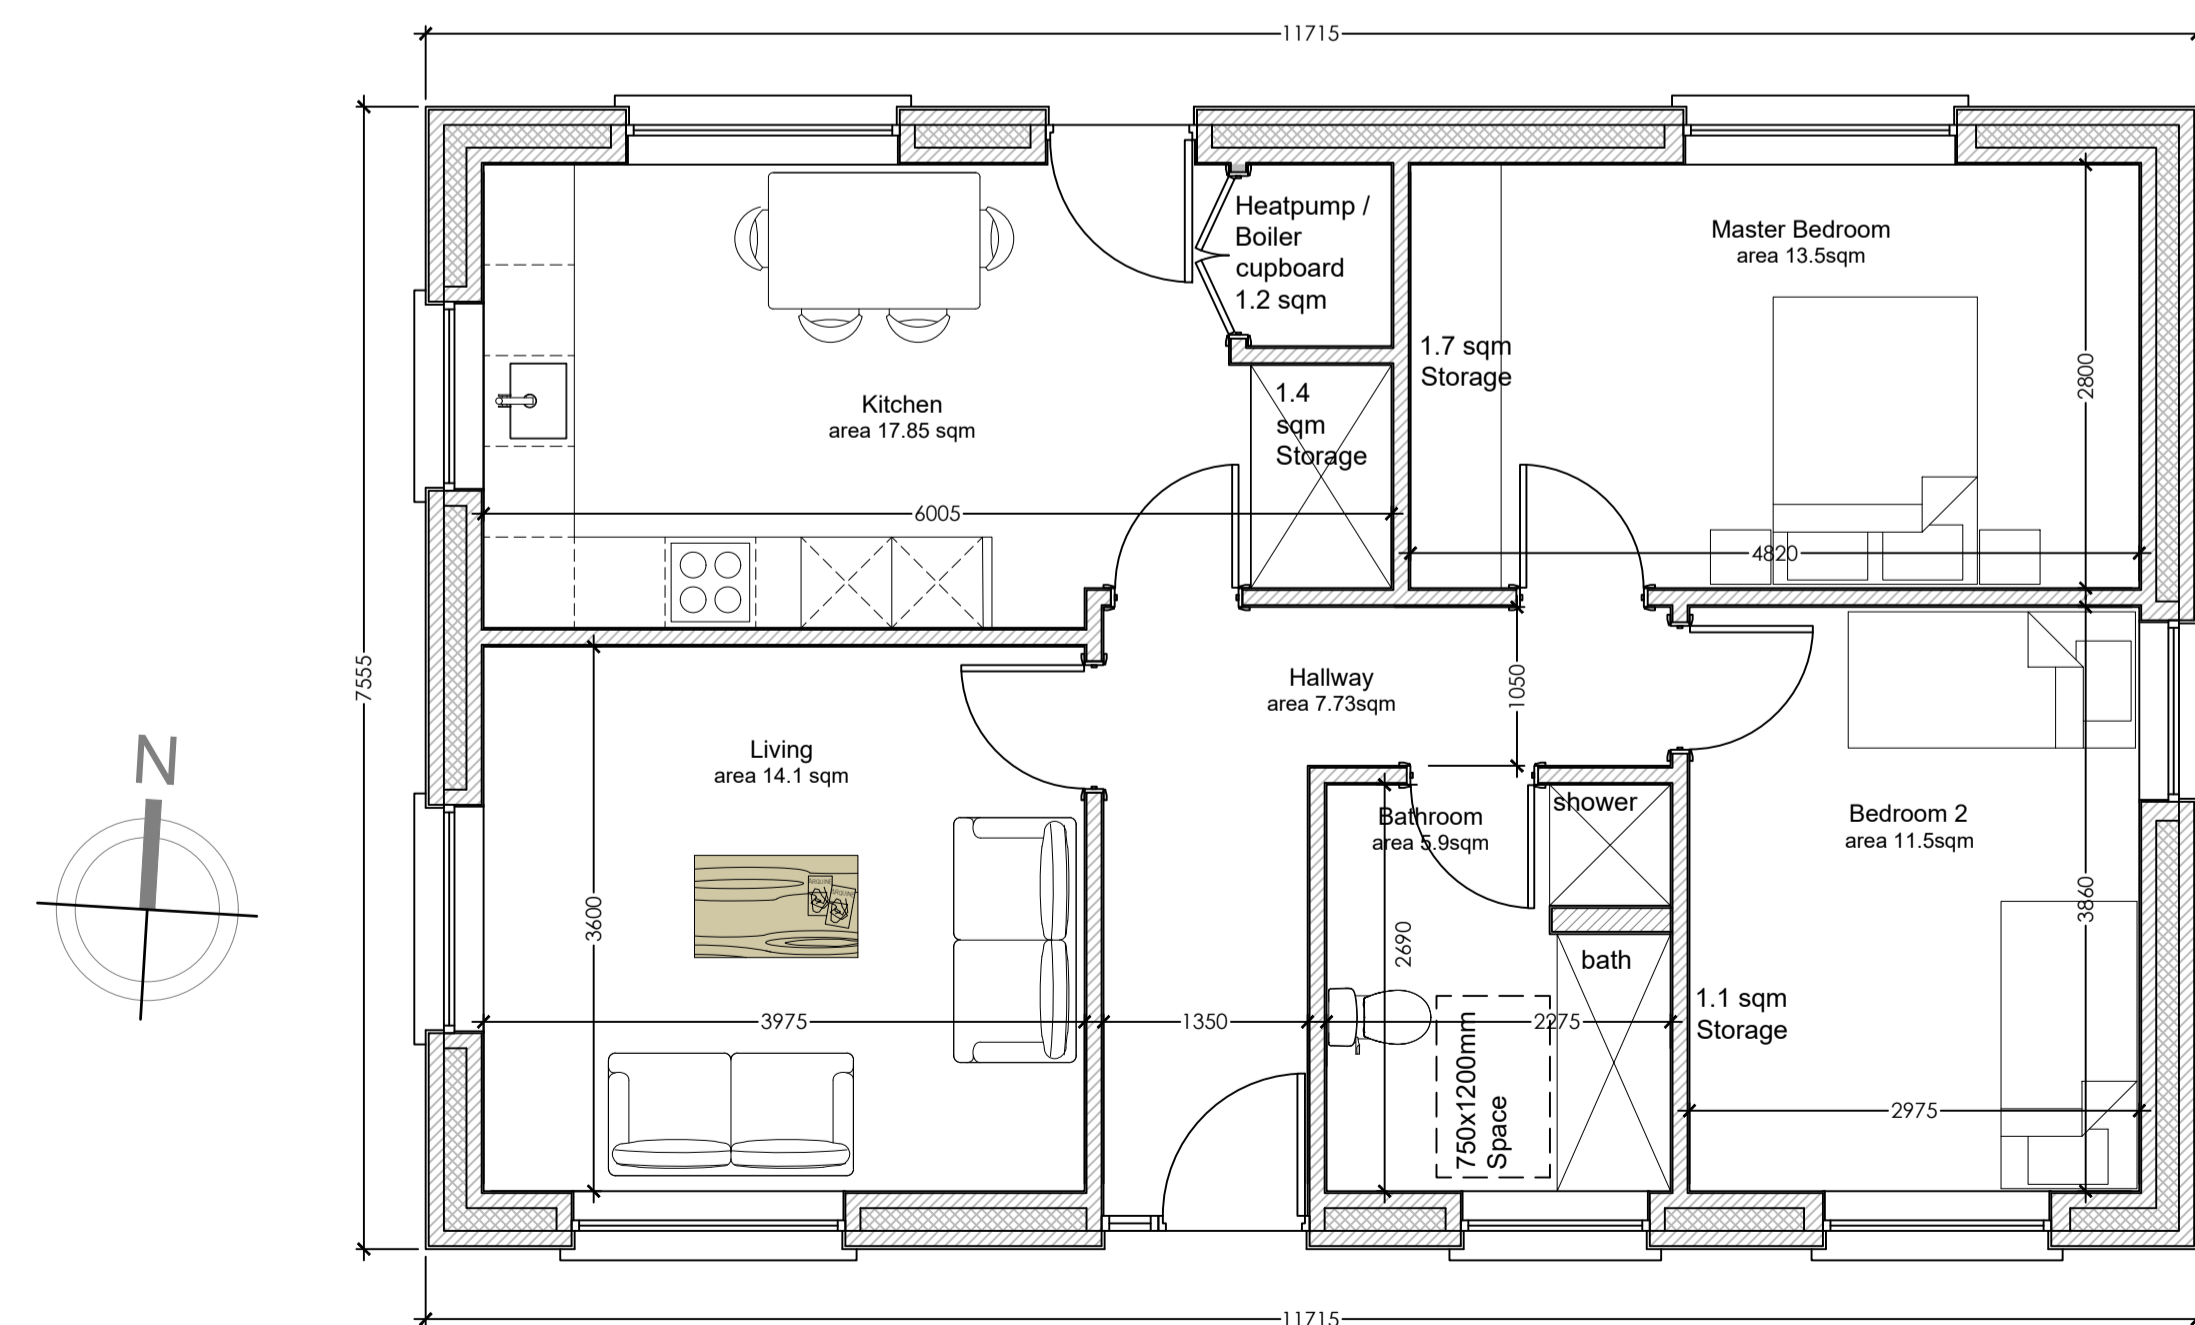 11715
Heatpump /
Boiler
cupboard
1.2 sqm
Master Bedroom
area 13.5sqm
1.7 sqm
Storage
2800
1.4
sqm
Storage
Kitchen
area 17.85 sqm
6005
4820
7555
Hallway
area 7.73sqm
1050
N
Living
area 14.1 sqm
shower
Bathroom
area 5.9sqm
Bedroom 2
area 11.5sqm
3600
3860
2690
bath
1.1 sqm
Storage
3975
1350
2275
750x1200mm
Space
2975
11715